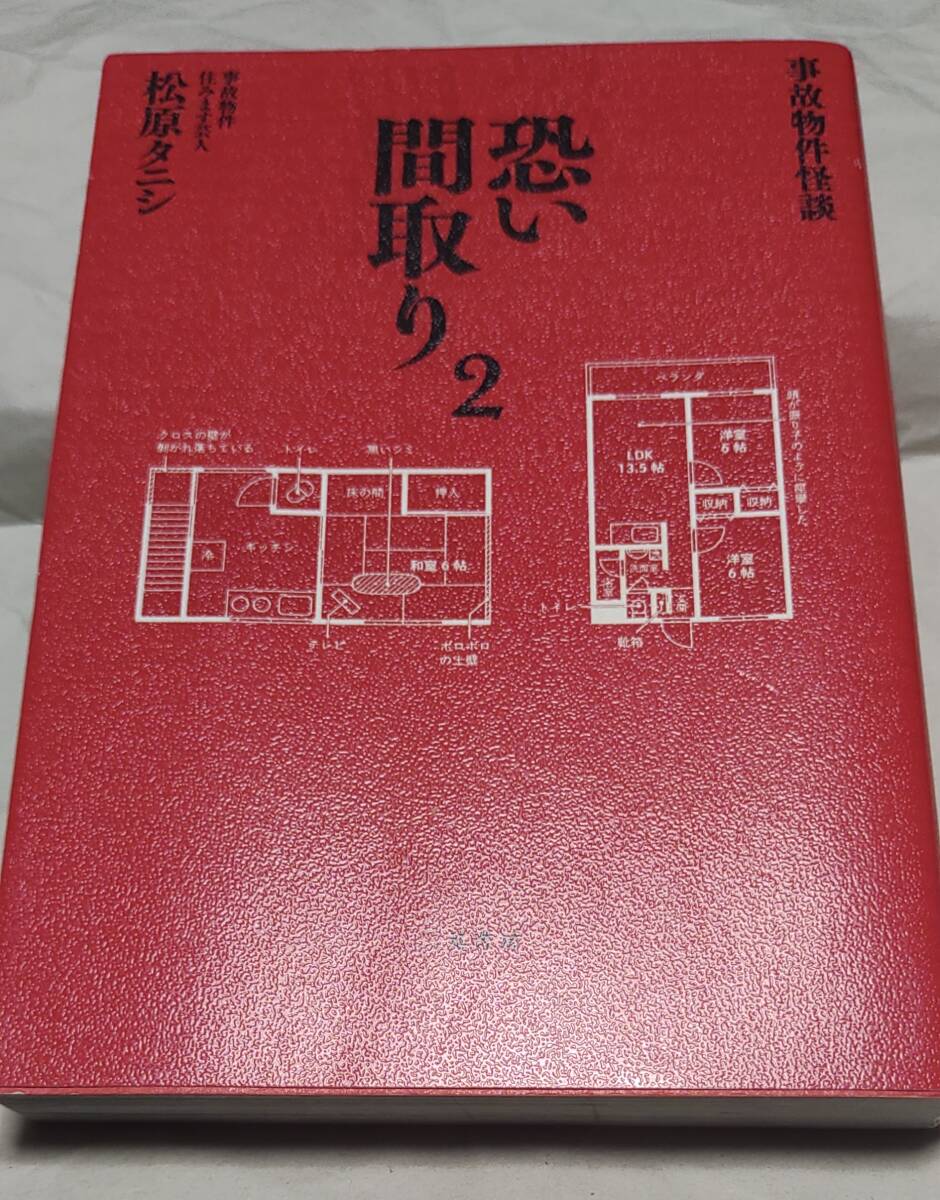 事故物件怪談
恐い
間取り
2
事故物件
住みます芸人
松原タニシ
クロスの壁が
剝がれ落ちている
トイレ
黒いシミ
床の間
押入
冷
キッチン
和室 6 帖
テレビ
ボロボロ
の土壁
ベランダ
LDK
13.5 帖
洋室
6 帖
収納
収納
洋室
6 帖
洗面室
浴室
トイレ
玄関
靴箱